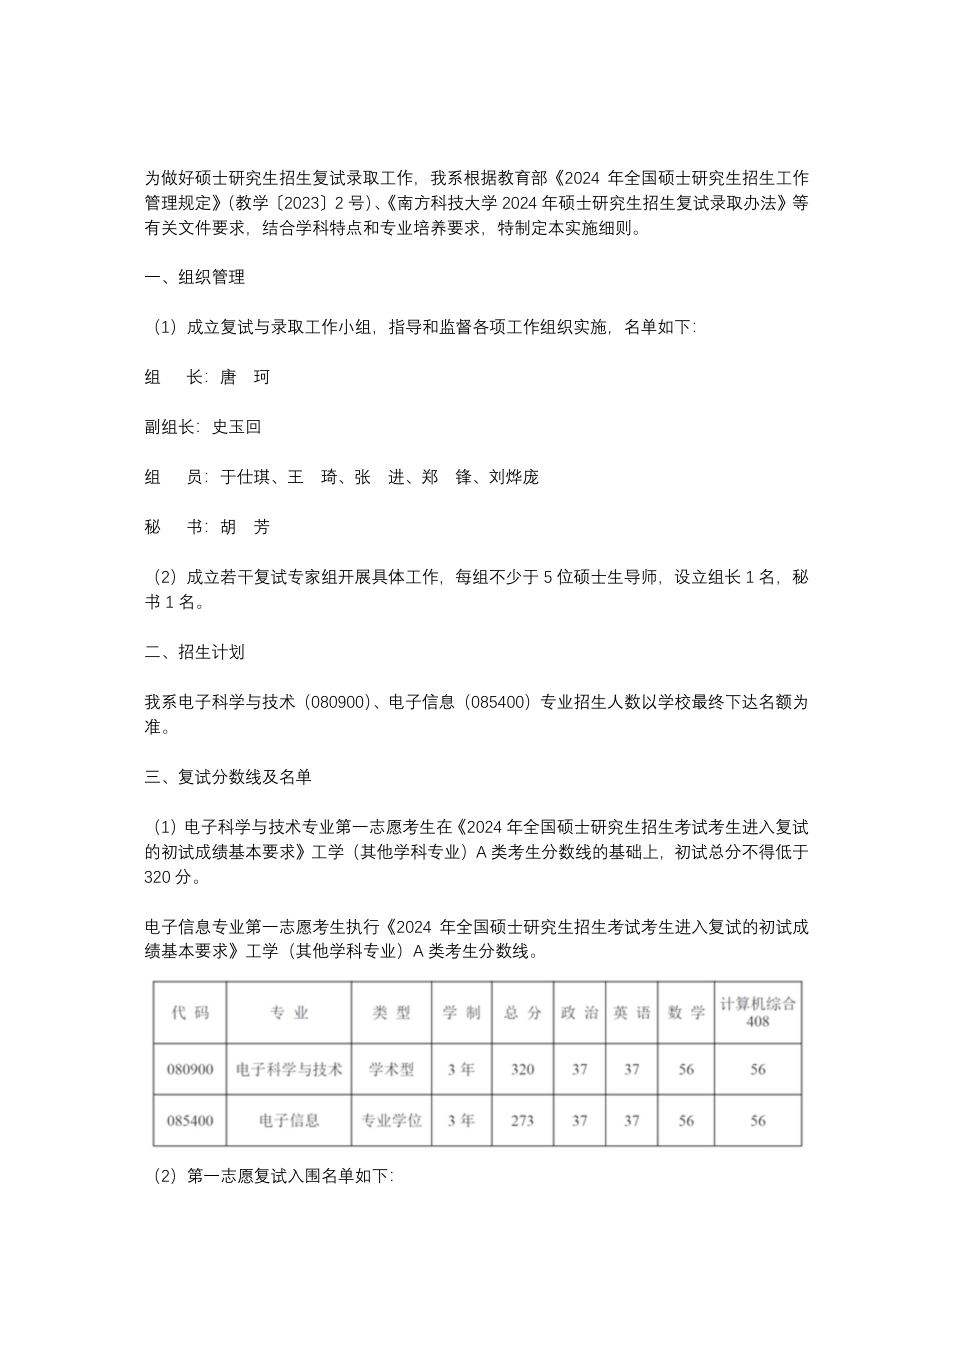 为做好硕士研究生招生复试录取工作，我系根据教育部《2024 年全国硕士研究生招生工作
管理规定》（教学〔2023〕2 号）、《南方科技大学 2024 年硕士研究生招生复试录取办法》等
有关文件要求，结合学科特点和专业培养要求，特制定本实施细则。
一、组织管理
（1）成立复试与录取工作小组，指导和监督各项工作组织实施，名单如下：
组　长：唐　珂
副组长：史玉回
组　员：于仕琪、王　琦、张　进、郑　锋、刘烨庞
秘　书：胡　芳
（2）成立若干复试专家组开展具体工作，每组不少于 5 位硕士生导师，设立组长 1 名，秘
书 1 名。
二、招生计划
我系电子科学与技术（080900）、电子信息（085400）专业招生人数以学校最终下达名额为
准。
三、复试分数线及名单
（1）电子科学与技术专业第一志愿考生在《2024 年全国硕士研究生招生考试考生进入复试
的初试成绩基本要求》工学（其他学科专业）A 类考生分数线的基础上，初试总分不得低于
320 分。
电子信息专业第一志愿考生执行《2024 年全国硕士研究生招生考试考生进入复试的初试成
绩基本要求》工学（其他学科专业）A 类考生分数线。
代 码 专 业 类 型 学 制 总 分 政 治 英 语 数 学 计算机综合
408
080900 电子科学与技术 学术型 3 年 320 37 37 56 56
085400 电子信息 专业学位 3 年 273 37 37 56 56
（2）第一志愿复试入围名单如下：